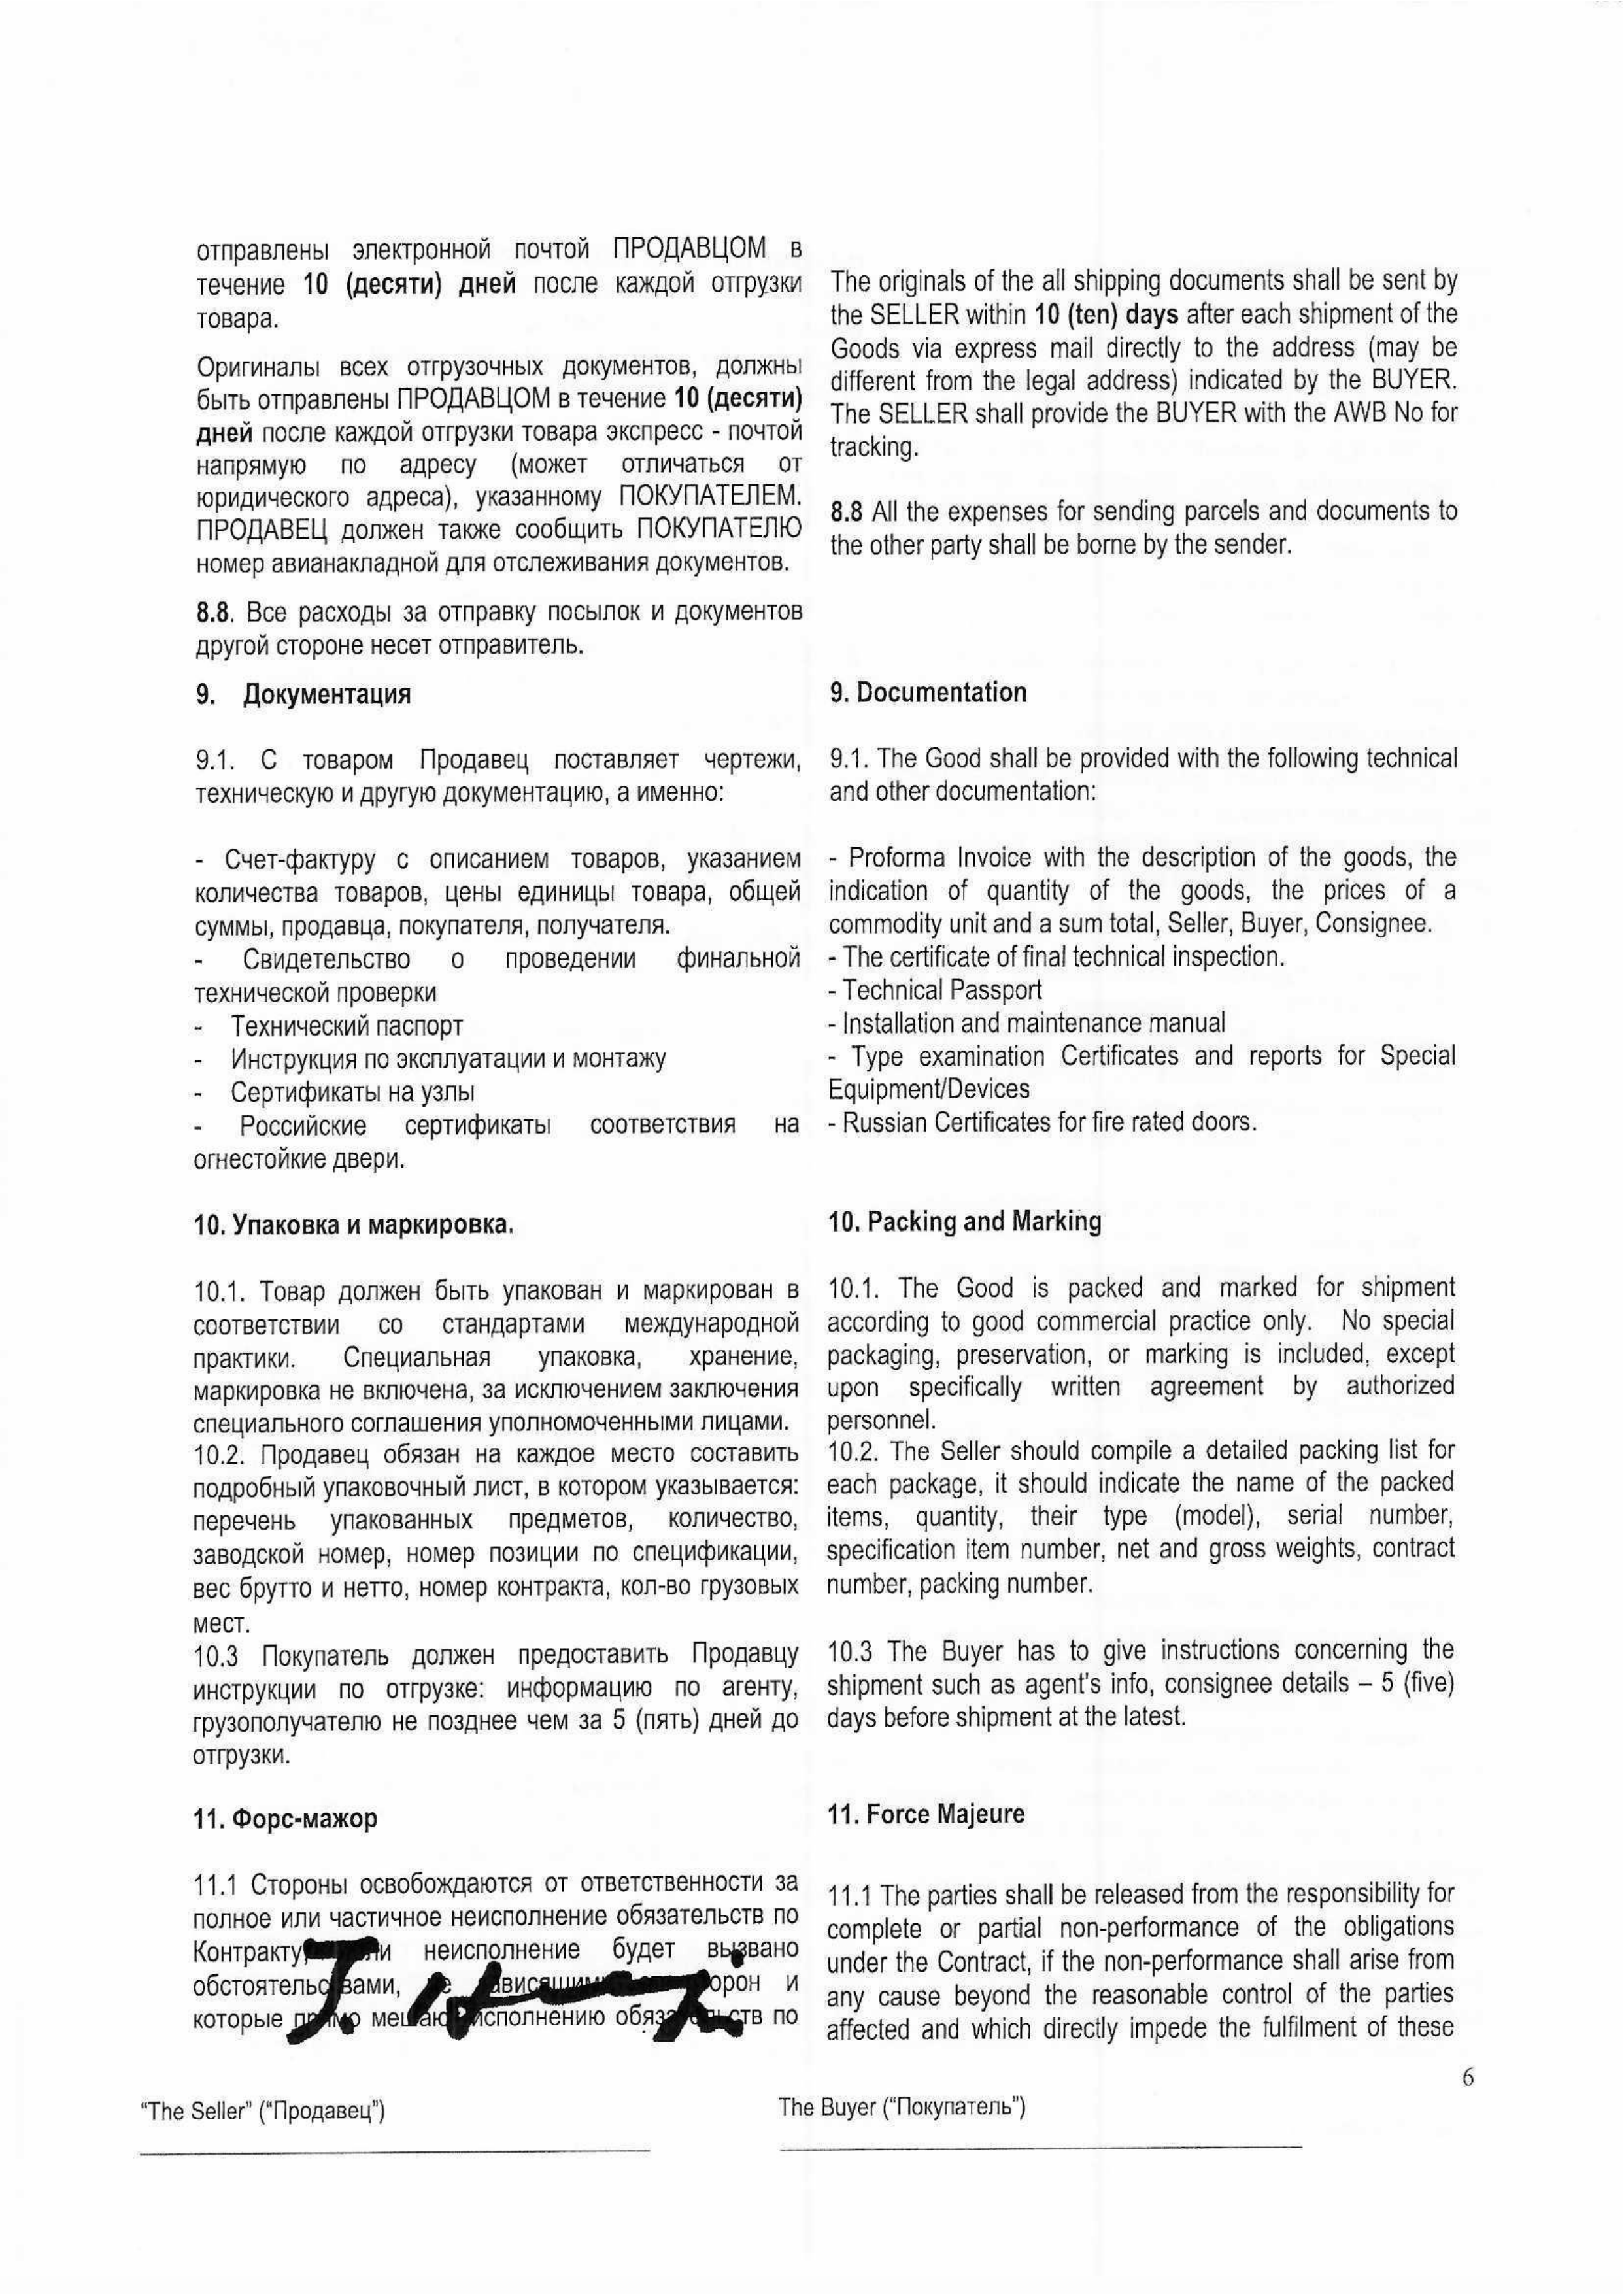 отправлены электронной почтой ПРОДАВЦОМ в
течение 10 (десяти) дней после каждой отгрузки
товара.
Оригиналы всех отгрузочных документов, должны
быть отправлены ПРОДАВЦОМ в течение 10 (десяти)
дней после каждой отгрузки товара экспресс - почтой
напрямую по адресу (может отличаться от
юридического адреса), указанному ПОКУПАТЕЛЕМ.
ПРОДАВЕЦ должен также сообщить ПОКУПАТЕЛЮ
номер авианакладной для отслеживания документов.
8.8. Все расходы за отправку посылок и документов
другой стороне несет отправитель.
9. Документация
9.1. С товаром Продавец поставляет чертежи,
техническую и другую документацию, а именно:
- Счет-фактуру с описанием товаров, указанием
количества товаров, цены единицы товара, общей
суммы, продавца, покупателя, получателя.
- Свидетельство о проведении финальной
технической проверки
- Технический паспорт
- Инструкция по эксплуатации и монтажу
- Сертификаты на узлы
- Российские сертификаты соответствия на
огнестойкие двери.
10. Упаковка и маркировка.
10.1. Товар должен быть упакован и маркирован в
соответствии со стандартами международной
практики. Специальная упаковка, хранение,
маркировка не включена, за исключением заключения
специального соглашения уполномоченными лицами.
10.2. Продавец обязан на каждое место составить
подробный упаковочный лист, в котором указывается:
перечень упакованных предметов, количество,
заводской номер, номер позиции по спецификации,
вес брутто и нетто, номер контракта, кол-во грузовых
мест.
10.3 Покупатель должен предоставить Продавцу
инструкции по отгрузке: информацию по агенту,
грузополучателю не позднее чем за 5 (пять) дней до
отгрузки.
11. Форс-мажор
11.1 Стороны освобождаются от ответственности за
полное или частичное неисполнение обязательств по
Контракту, неисполнение будет вызвано
обстоятельствами, и
которые прямо мешают исполнению обязательств по
The originals of the all shipping documents shall be sent by
the SELLER within 10 (ten) days after each shipment of the
Goods via express mail directly to the address (may be
different from the legal address) indicated by the BUYER.
The SELLER shall provide the BUYER with the AWB No for
tracking.
8.8 All the expenses for sending parcels and documents to
the other party shall be borne by the sender.
9. Documentation
9.1. The Good shall be provided with the following technical
and other documentation:
- Proforma Invoice with the description of the goods, the
indication of quantity of the goods, the prices of a
commodity unit and a sum total, Seller, Buyer, Consignee.
- The certificate of final technical inspection.
- Technical Passport
- Installation and maintenance manual
- Type examination Certificates and reports for Special
Equipment/Devices
- Russian Certificates for fire rated doors.
10. Packing and Marking
10.1. The Good is packed and marked for shipment
according to good commercial practice only. No special
packaging, preservation, or marking is included, except
upon specifically written agreement by authorized
personnel.
10.2. The Seller should compile a detailed packing list for
each package, it should indicate the name of the packed
items, quantity, their type (model), serial number,
specification item number, net and gross weights, contract
number, packing number.
10.3 The Buyer has to give instructions concerning the
shipment such as agent's info, consignee details – 5 (five)
days before shipment at the latest.
11. Force Majeure
11.1 The parties shall be released from the responsibility for
complete or partial non-performance of the obligations
under the Contract, if the non-performance shall arise from
any cause beyond the reasonable control of the parties
affected and which directly impede the fulfilment of these
6
“The Seller” (“Продавец”)
The Buyer (“Покупатель”)